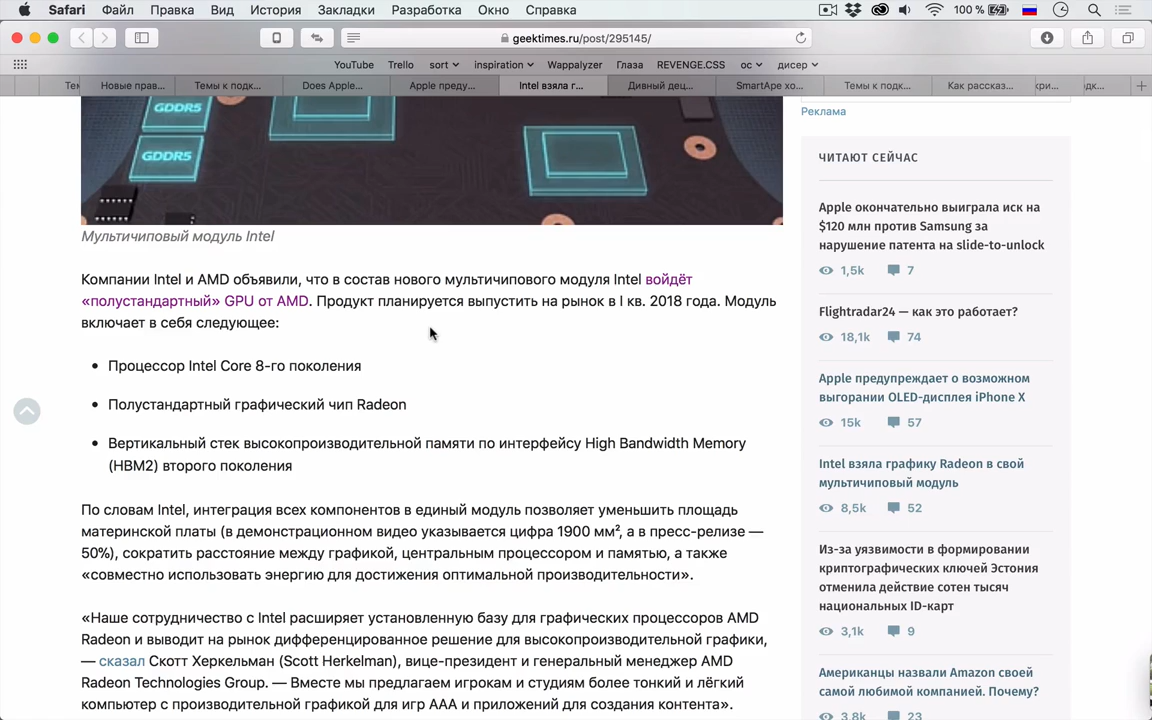 Safari Файл Правка Вид История Закладки Разработка Окно Справка 100 %
geektimes.ru/post/295145/
YouTube Trello sort inspiration Wappalyzer Глаза REVENGE.CSS ос дисер
Тем Новые прав... Темы к подк... Does Apple... Apple преду... Intel взяла г... Дивный дец... SmartApe хо... Темы к подк... Как рассказ... кри... дк...
GDDR5
GDDR5
Мультичиповый модуль Intel
Компании Intel и AMD объявили, что в состав нового мультичипового модуля Intel войдёт
«полустандартный» GPU от AMD. Продукт планируется выпустить на рынок в I кв. 2018 года. Модуль
включает в себя следующее:
Процессор Intel Core 8-го поколения
Полустандартный графический чип Radeon
Вертикальный стек высокопроизводительной памяти по интерфейсу High Bandwidth Memory
(HBM2) второго поколения
По словам Intel, интеграция всех компонентов в единый модуль позволяет уменьшить площадь
материнской платы (в демонстрационном видео указывается цифра 1900 мм², а в пресс-релизе —
50%), сократить расстояние между графикой, центральным процессором и памятью, а также
«совместно использовать энергию для достижения оптимальной производительности».
«Наше сотрудничество с Intel расширяет установленную базу для графических процессоров AMD
Radeon и выводит на рынок дифференцированное решение для высокопроизводительной графики,
— сказал Скотт Херкельман (Scott Herkelman), вице-президент и генеральный менеджер AMD
Radeon Technologies Group. — Вместе мы предлагаем игрокам и студиям более тонкий и лёгкий
компьютер с производительной графикой для игр AAA и приложений для создания контента».
Реклама
ЧИТАЮТ СЕЙЧАС
Apple окончательно выиграла иск на
$120 млн против Samsung за
нарушение патента на slide-to-unlock
1,5k 7
Flightradar24 — как это работает?
18,1k 74
Apple предупреждает о возможном
выгорании OLED-дисплея iPhone X
15k 57
Intel взяла графику Radeon в свой
мультичиповый модуль
8,5k 52
Из-за уязвимости в формировании
криптографических ключей Эстония
отменила действие сотен тысяч
национальных ID-карт
3,1k 9
Американцы назвали Amazon своей
самой любимой компанией. Почему?
3,8k 23